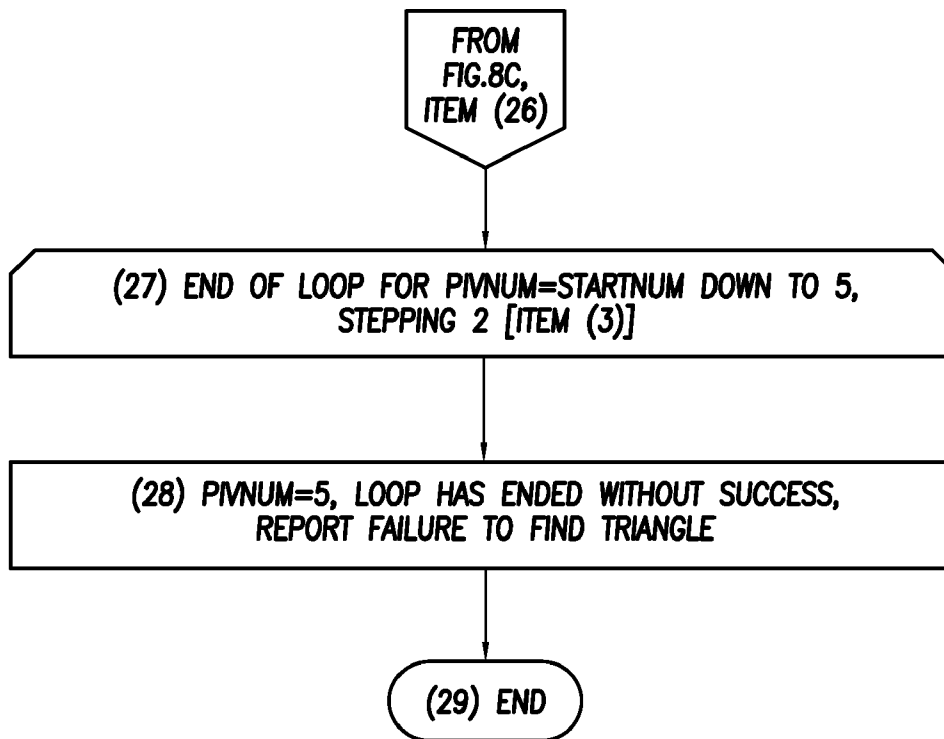 FROM
FIG.8C,
ITEM (26)
(27) END OF LOOP FOR PIVNUM=STARTNUM DOWN TO 5,
STEPPING 2 [ITEM (3)]
(28) PIVNUM=5, LOOP HAS ENDED WITHOUT SUCCESS,
REPORT FAILURE TO FIND TRIANGLE
(29) END